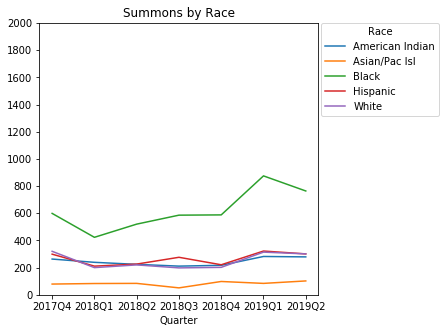 Summons by Race
2000
1800
1600
1400
1200
1000
800
600
400
200
0
2017Q4 2018Q1 2018Q2 2018Q3 2018Q4 2019Q1 2019Q2
Quarter
Race
American Indian
Asian/Pac Isl
Black
Hispanic
White